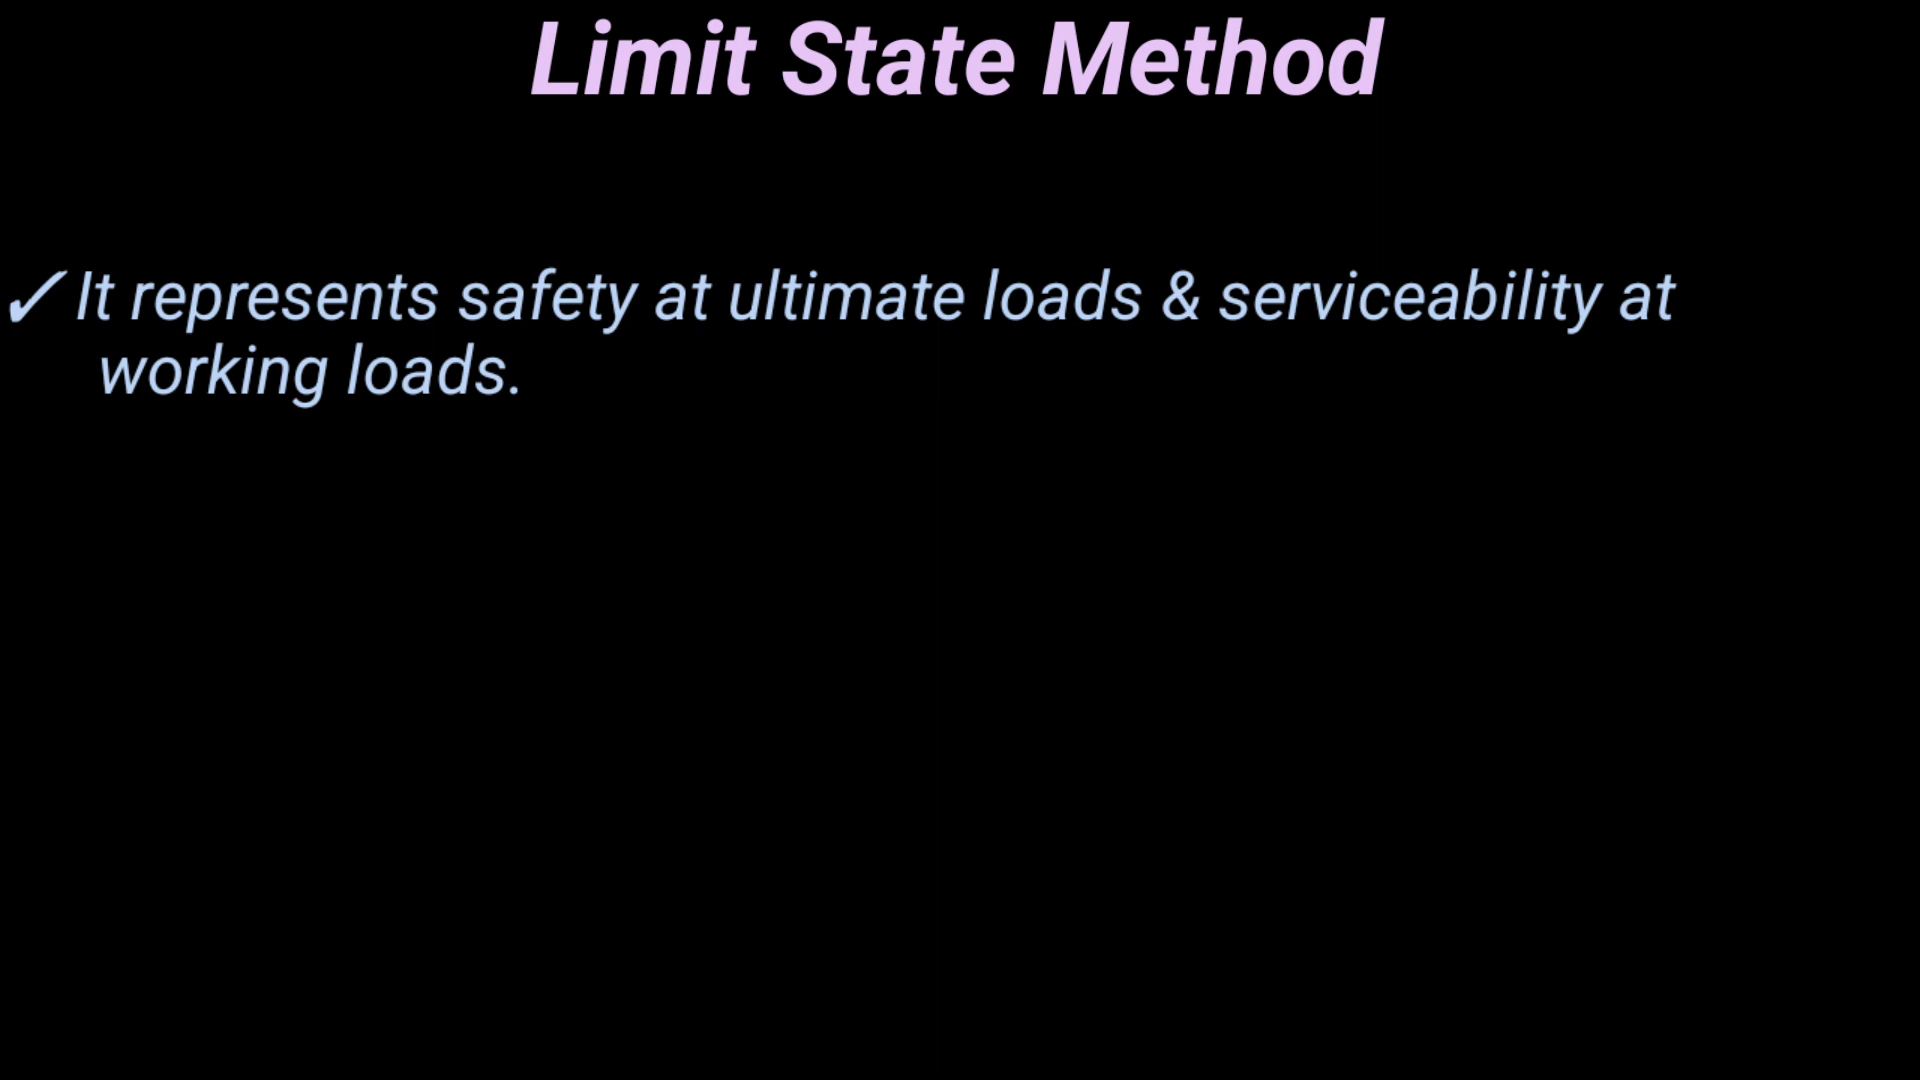 Limit State Method
✓ It represents safety at ultimate loads & serviceability at
working loads.